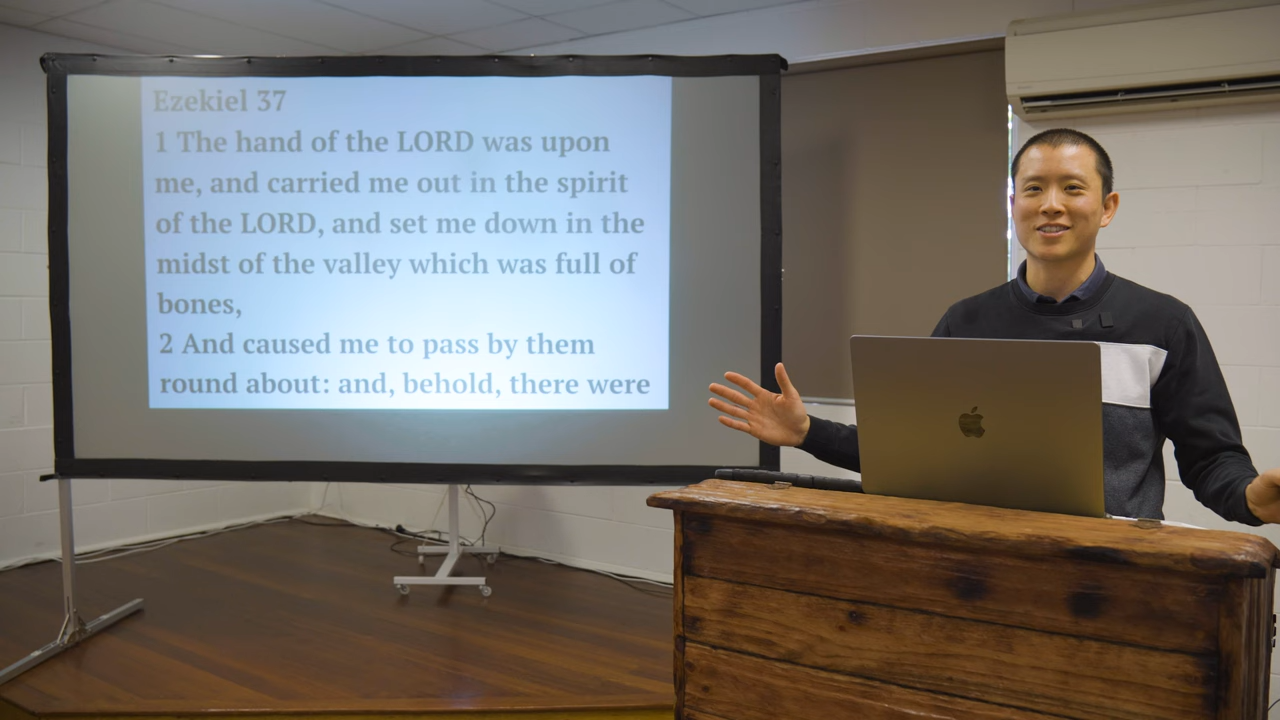 Ezekiel 37
1 The hand of the LORD was upon
me, and carried me out in the spirit
of the LORD, and set me down in the
midst of the valley which was full of
bones,
2 And caused me to pass by them
round about: and, behold, there were